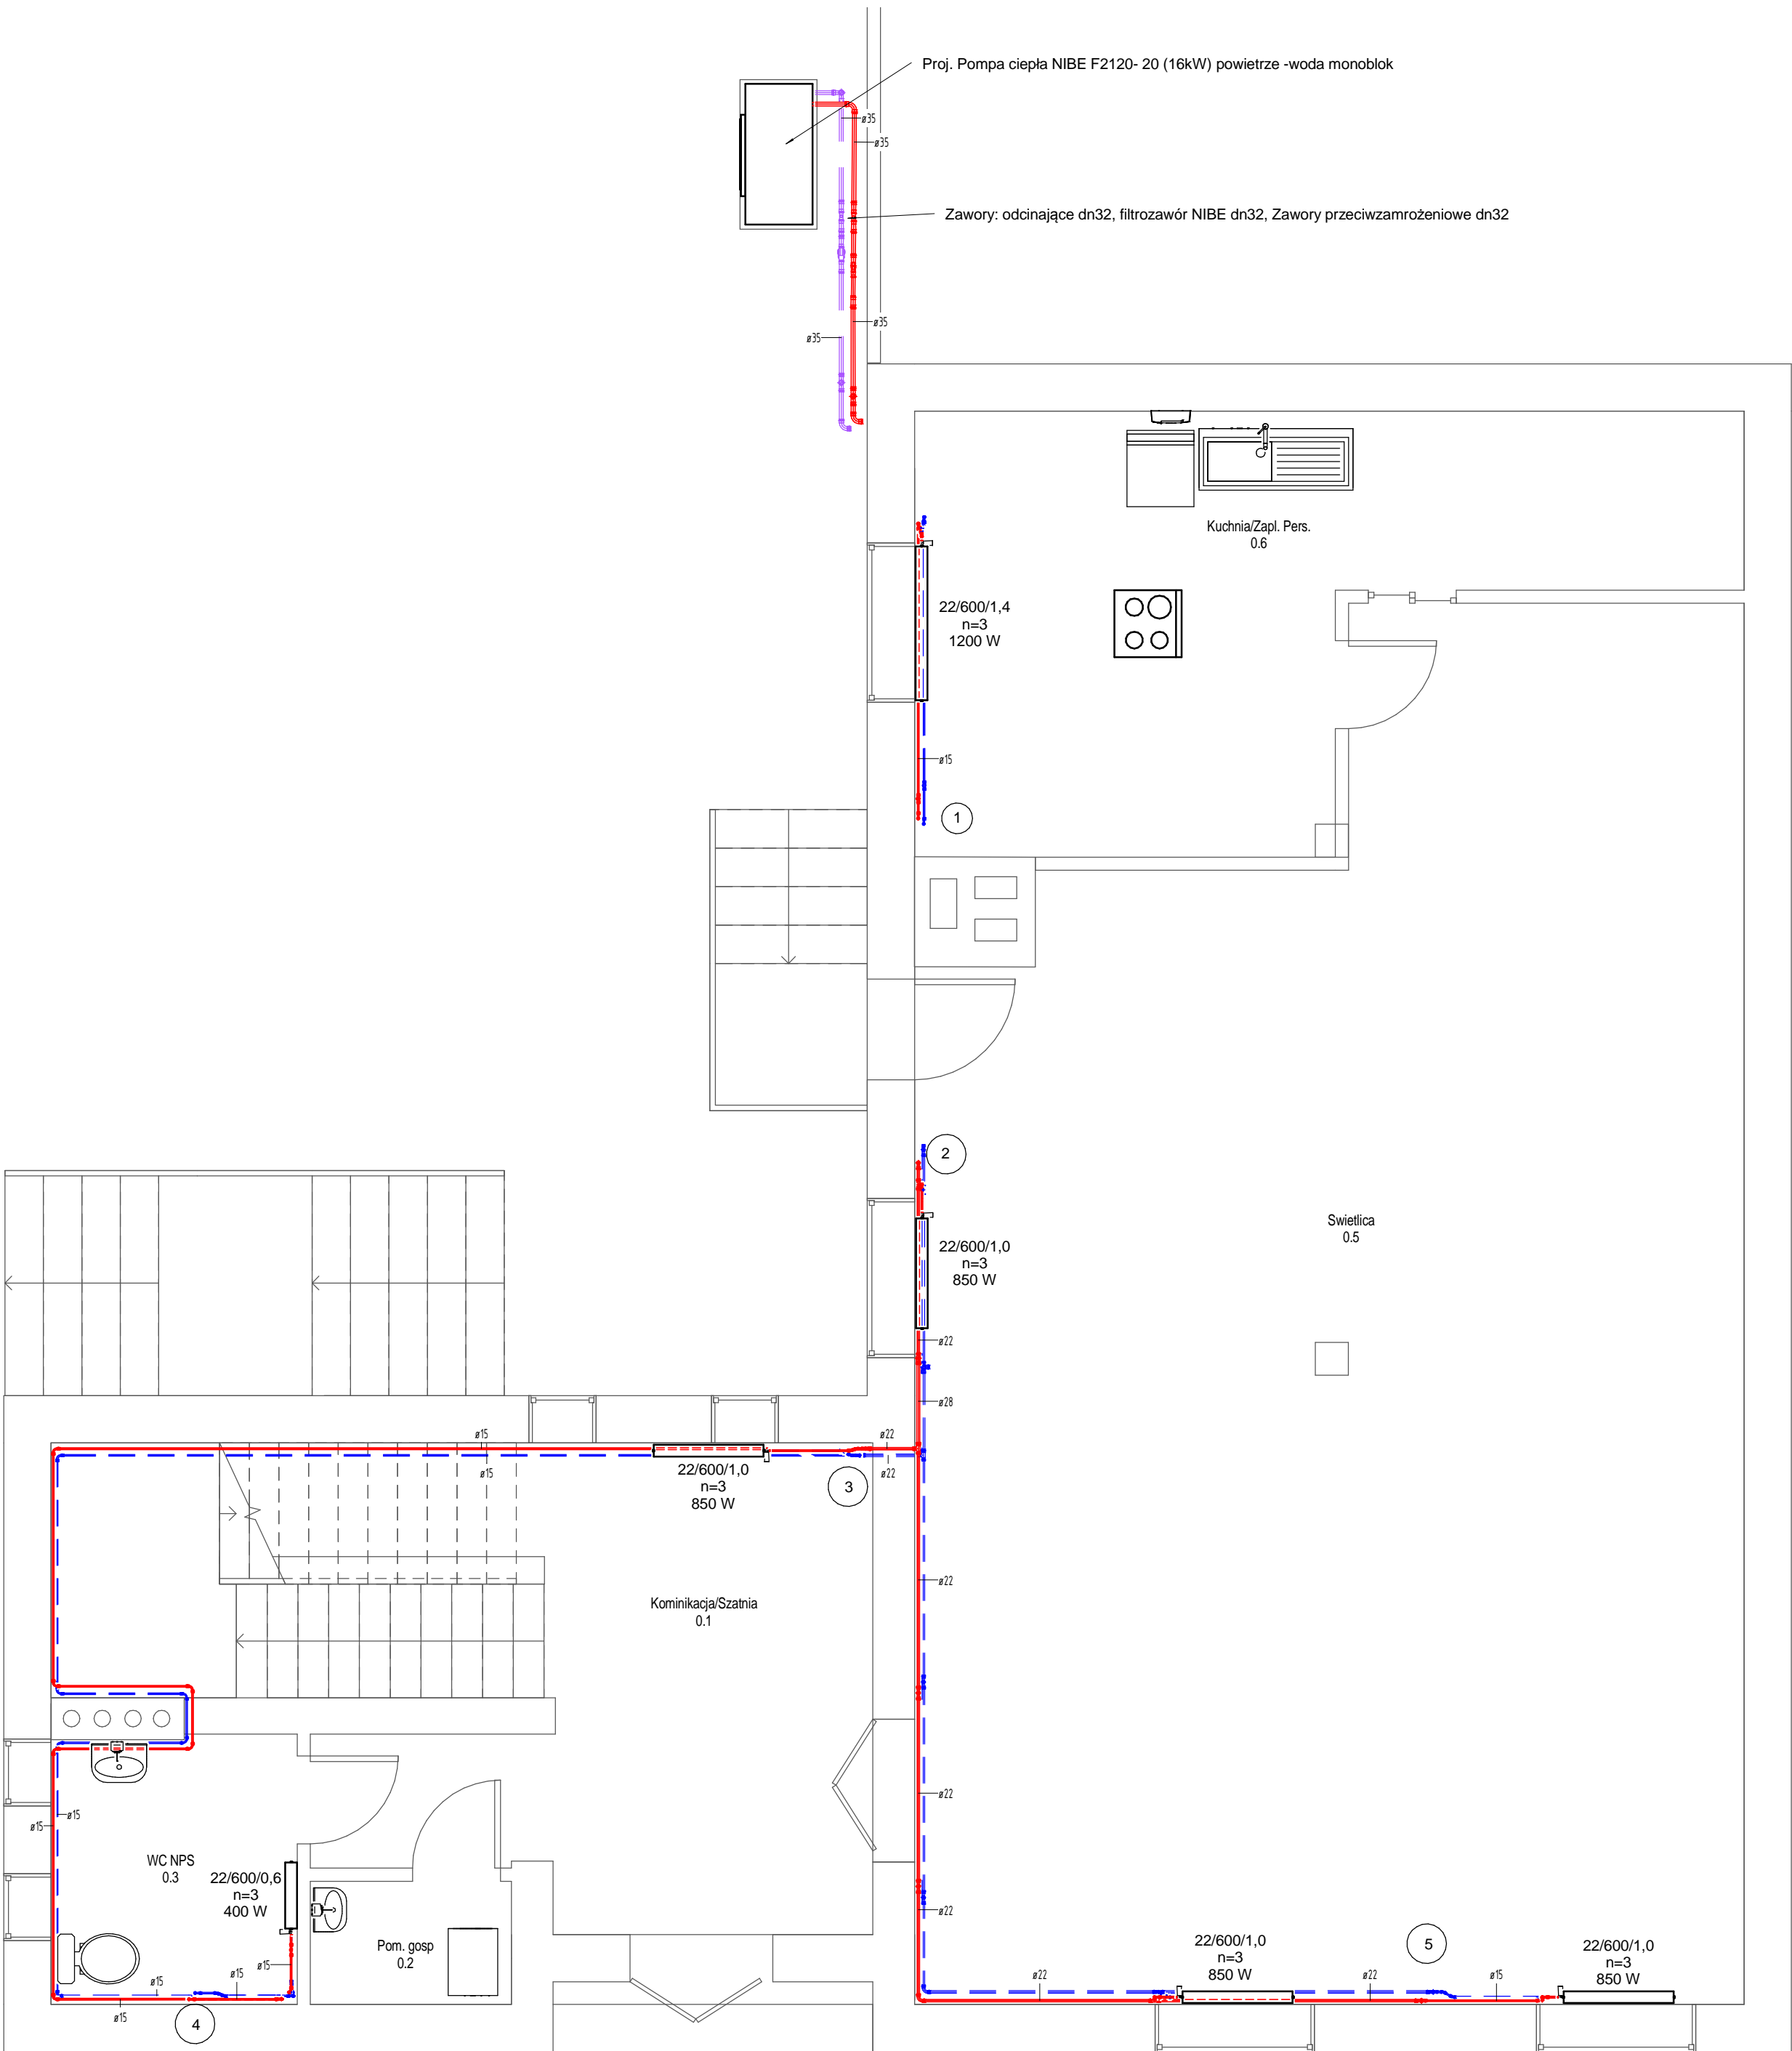 Proj. Pompa ciepła NIBE F2120- 20 (16kW) powietrze -woda monoblok
ø35
ø35
Zawory: odcinające dn32, filtrozawór NIBE dn32, Zawory przeciwzamrożeniowe dn32
ø35
ø35
Kuchnia/Zapl. Pers.
0.6
22/600/1,4
n=3
1200 W
ø15
1
2
Swietlica
0.5
22/600/1,0
n=3
850 W
ø22
ø28
ø15
ø22
ø15
ø22
22/600/1,0
n=3
850 W
3
ø22
Kominikacja/Szatnia
0.1
ø22
ø15
ø15
WC NPS
0.3
22/600/0,6
n=3
400 W
ø22
Pom. gosp
0.2
22/600/1,0
n=3
850 W
5
22/600/1,0
n=3
850 W
ø15
ø15
ø15
ø22
ø22
ø15
ø15
4